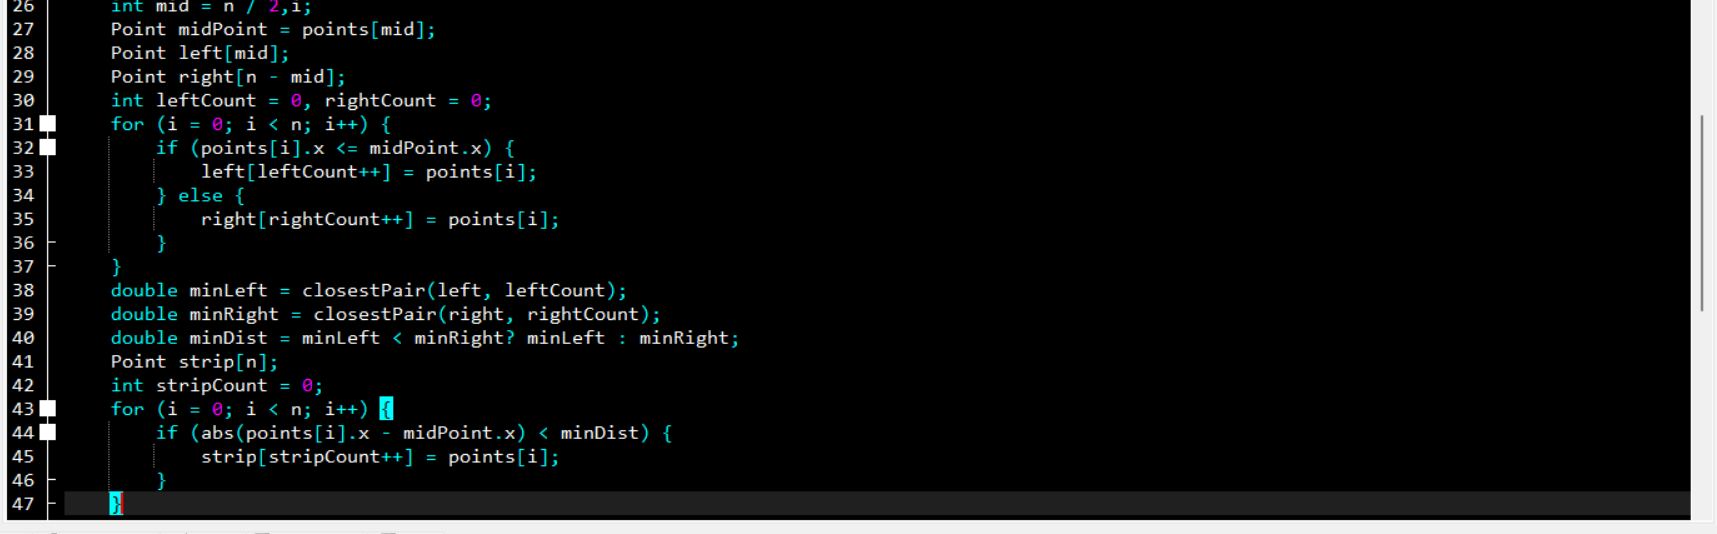 26 int mid = n / 2,i;
27 Point midPoint = points[mid];
28 Point left[mid];
29 Point right[n - mid];
30 int leftCount = 0, rightCount = 0;
31 for (i = 0; i < n; i++) {
32 if (points[i].x <= midPoint.x) {
33 left[leftCount++] = points[i];
34 } else {
35 right[rightCount++] = points[i];
36 }
37 }
38 double minLeft = closestPair(left, leftCount);
39 double minRight = closestPair(right, rightCount);
40 double minDist = minLeft < minRight? minLeft : minRight;
41 Point strip[n];
42 int stripCount = 0;
43 for (i = 0; i < n; i++) {
44 if (abs(points[i].x - midPoint.x) < minDist) {
45 strip[stripCount++] = points[i];
46 }
47 }